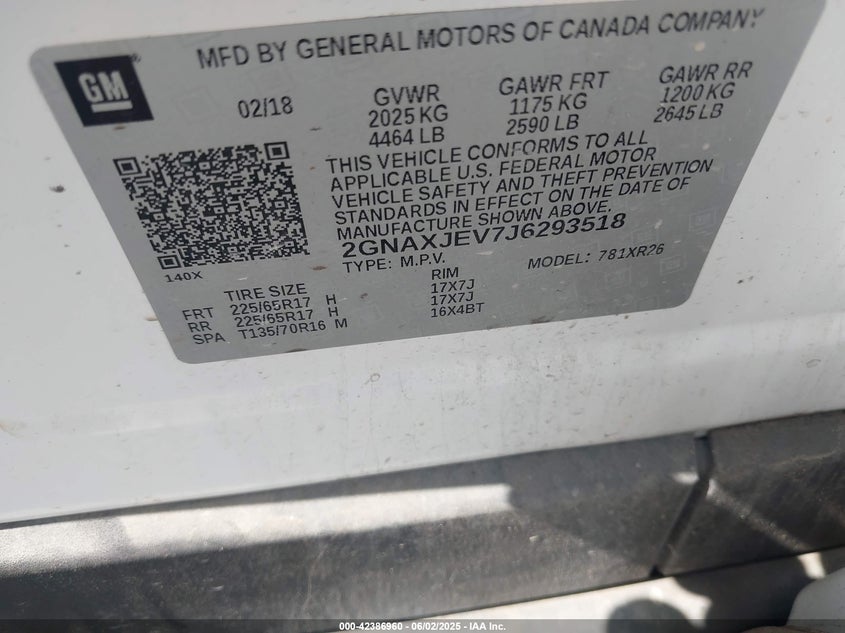 MFD BY GENERAL MOTORS OF CANADA COMPANY
GM
02/18
GVWR
2025 KG
4464 LB
GAWR FRT
1175 KG
2590 LB
GAWR RR
1200 KG
2645 LB
THIS VEHICLE CONFORMS TO ALL
APPLICABLE U.S. FEDERAL MOTOR
VEHICLE SAFETY AND THEFT PREVENTION
STANDARDS IN EFFECT ON THE DATE OF
MANUFACTURE SHOWN ABOVE.
2GNAXJEV7J6293518
TYPE: M.P.V. MODEL: 781XR26
140X
TIRE SIZE RIM
FRT 225/65R17 H 17X7J
RR 225/65R17 H 17X7J
SPA T135/70R16 M 16X4BT
000-42386960 - 06/02/2025 - IAA Inc.